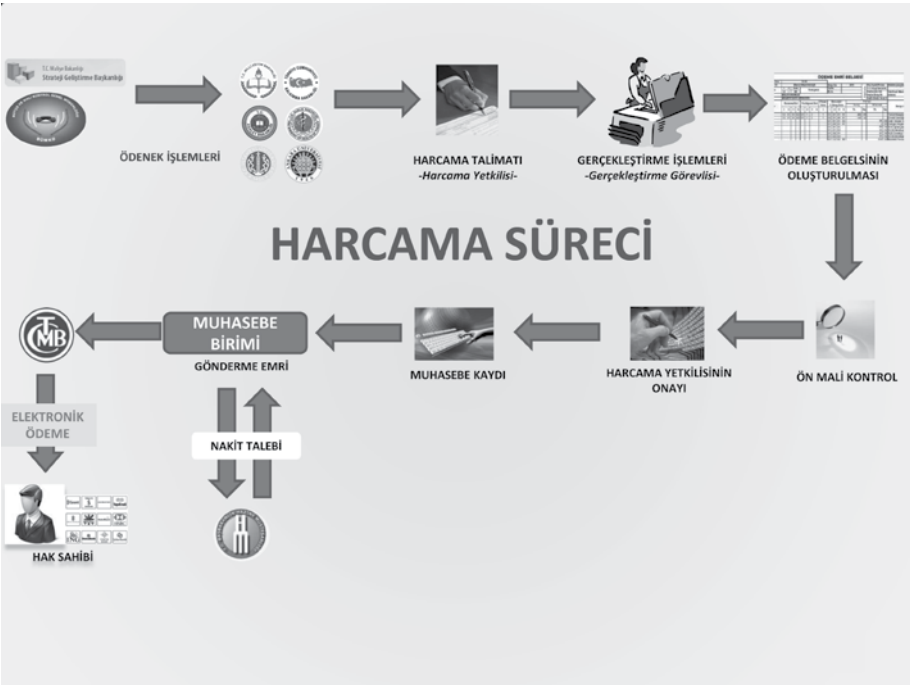 T.C. Maliye Bakanlığı
Strateji Geliştirme Başkanlığı
ÖDENEK İŞLEMLERİ
HARCAMA TALİMATI
-Harcama Yetkilisi-
GERÇEKLEŞTİRME İŞLEMLERİ
-Gerçekleştirme Görevlisi-
ÖDEME EMRİ BELGESİ
ÖDEME BELGELSİNİN
OLUŞTURULMASI
HARCAMA SÜRECİ
TCMB
MUHASEBE
BİRİMİ
GÖNDERME EMRİ
MUHASEBE KAYDI
HARCAMA YETKİLİSİNİN
ONAYI
ÖN MALİ KONTROL
ELEKTRONİK
ÖDEME
NAKİT TALEBİ
HAK SAHİBİ